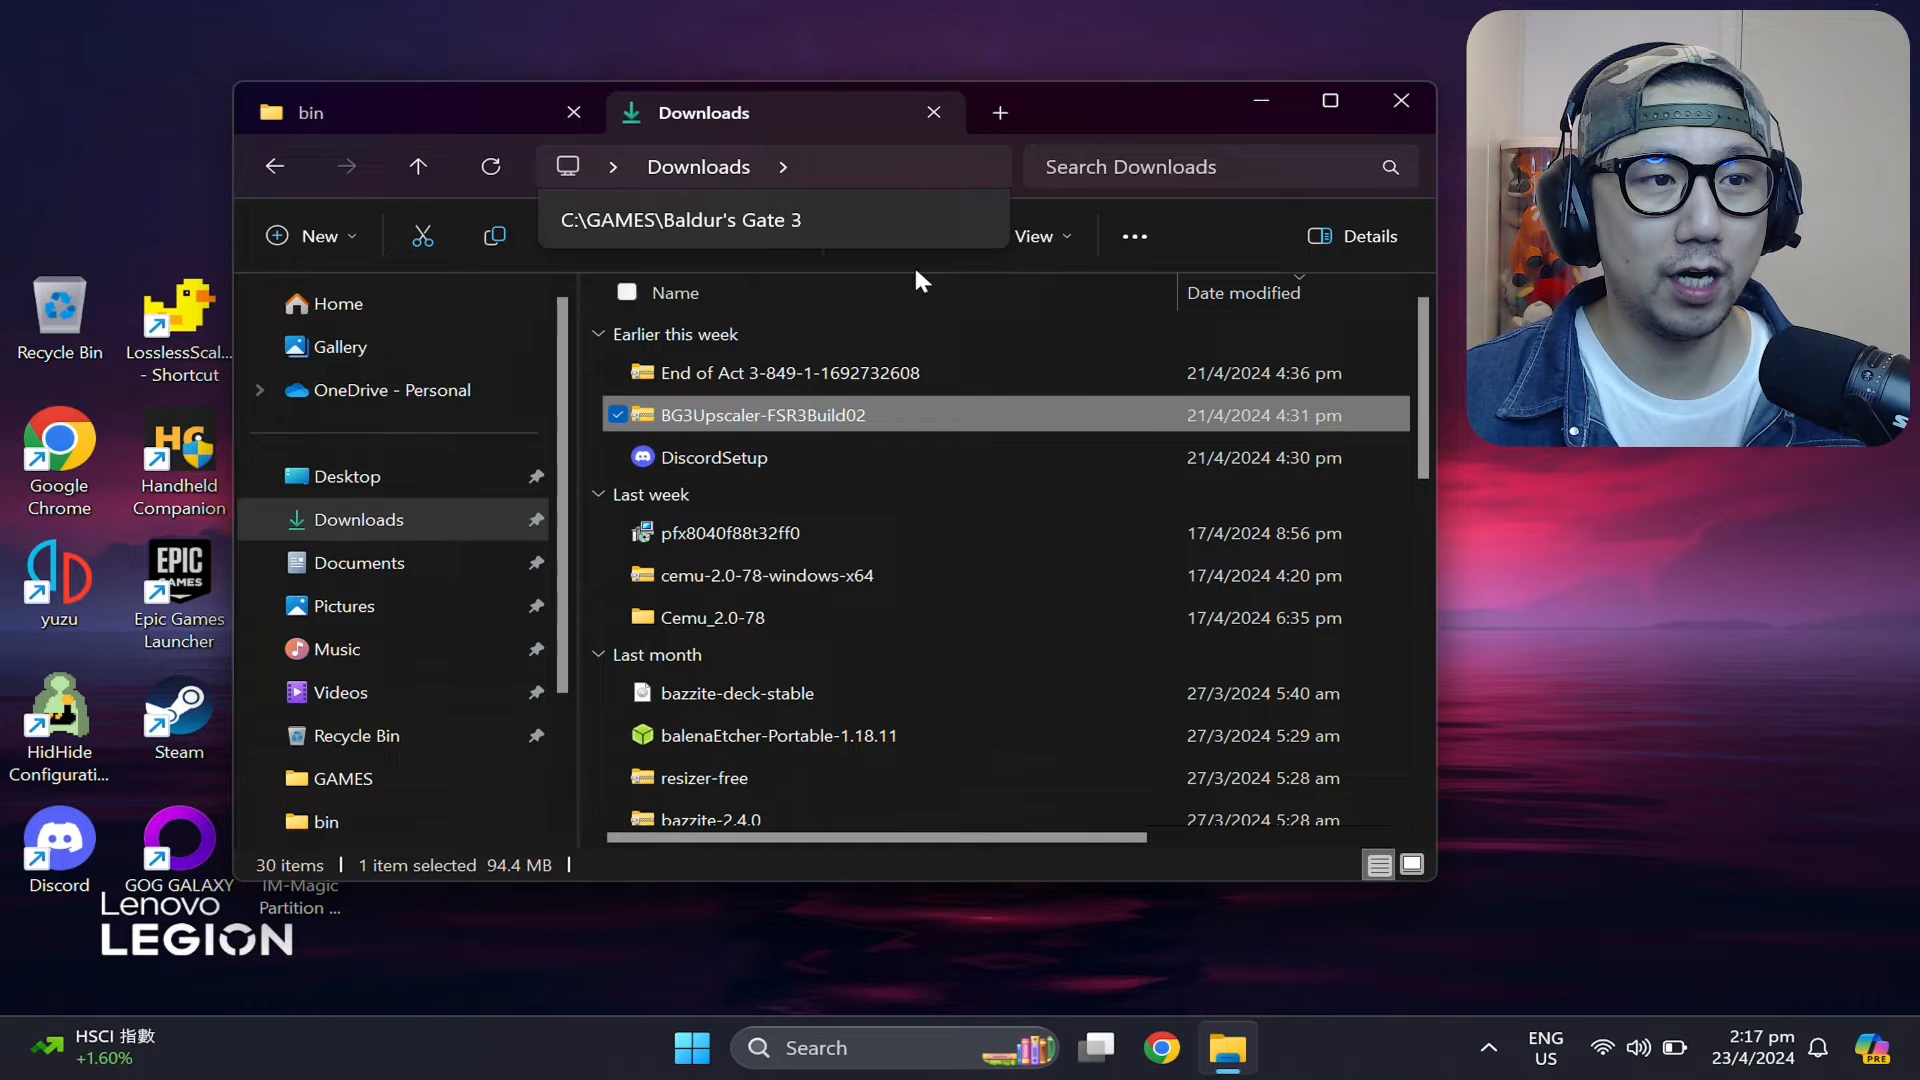 bin
Downloads
Downloads
Search Downloads
C:\GAMES\Baldur's Gate 3
New
View
Details
Name
Date modified
Home
Gallery
OneDrive - Personal
Desktop
Downloads
Documents
Pictures
Music
Videos
Recycle Bin
GAMES
bin
Earlier this week
End of Act 3-849-1-1692732608 21/4/2024 4:36 pm
BG3Upscaler-FSR3Build02 21/4/2024 4:31 pm
DiscordSetup 21/4/2024 4:30 pm
Last week
pfx8040f88t32ff0 17/4/2024 8:56 pm
cemu-2.0-78-windows-x64 17/4/2024 4:20 pm
Cemu_2.0-78 17/4/2024 6:35 pm
Last month
bazzite-deck-stable 27/3/2024 5:40 am
balenaEtcher-Portable-1.18.11 27/3/2024 5:29 am
resizer-free 27/3/2024 5:28 am
bazzite-2.4.0 27/3/2024 5:28 am
30 items 1 item selected 94.4 MB
Recycle Bin
LosslessScal...
- Shortcut
Google
Chrome
HC
Handheld
Companion
yuzu
EPIC
GAMES
Epic Games
Launcher
HidHide
Configurati...
Steam
Discord
GOG GALAXY
IM-Magic
Partition ...
Lenovo
LEGION
HSCI 指數
+1.60%
Search
ENG
US
2:17 pm
23/4/2024
PRE